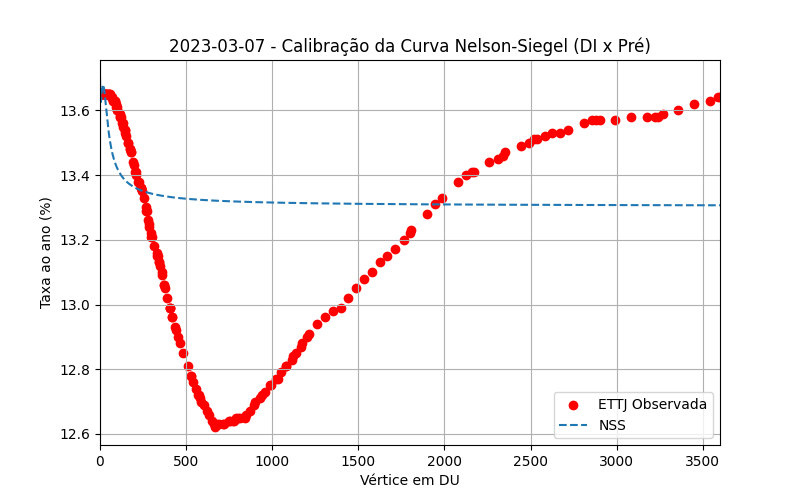 2023-03-07 - Calibração da Curva Nelson-Siegel (DI x Pré)
Taxa ao ano (%)
13.6
13.4
13.2
13.0
12.8
12.6
0 500 1000 1500 2000 2500 3000 3500
Vértice em DU
ETTJ Observada
NSS